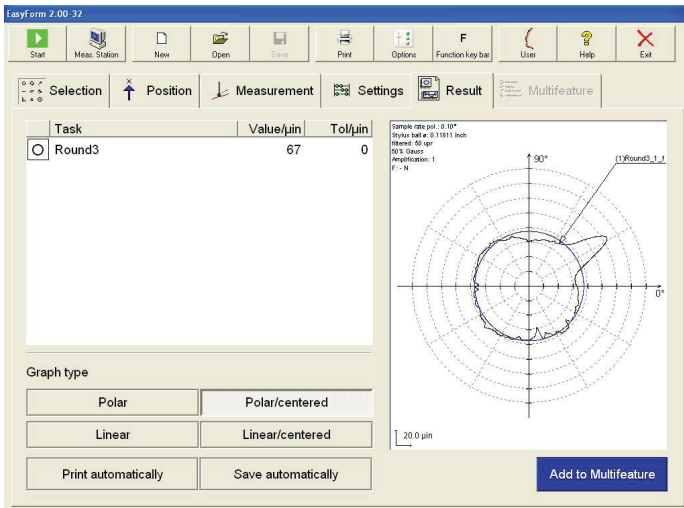 EasyForm 2.00-32
Start Meas. Station New Open Save Print Options F Function key bar User Help Exit
Selection Position Measurement Settings Result Multifeature
Task Value/µin Tol/µin
Round3 67 0
Sample rate pol.: 0.10°
Stylus ball ø: 0.11811 Inch
filtered: 50 upr
50% Gauss
Amplification: 1
F: - N
90°
(1)Round3_1_f
0°
20.0 µin
Graph type
Polar Polar/centered
Linear Linear/centered
Print automatically Save automatically
Add to Multifeature